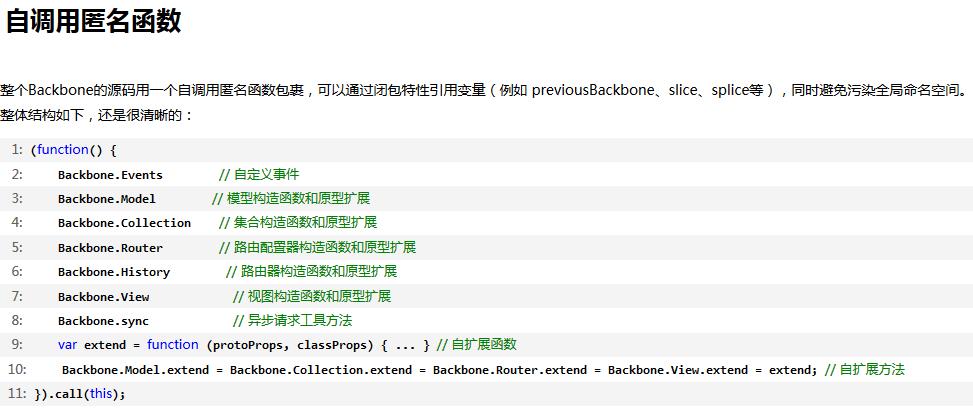 自调用匿名函数
整个Backbone的源码用一个自调用匿名函数包裹，可以通过闭包特性引用变量（例如 previousBackbone、slice、splice等），同时避免污染全局命名空间。
整体结构如下，还是很清晰的：
1: (function() {
2: Backbone.Events // 自定义事件
3: Backbone.Model // 模型构造函数和原型扩展
4: Backbone.Collection // 集合构造函数和原型扩展
5: Backbone.Router // 路由配置器构造函数和原型扩展
6: Backbone.History // 路由器构造函数和原型扩展
7: Backbone.View // 视图构造函数和原型扩展
8: Backbone.sync // 异步请求工具方法
9: var extend = function (protoProps, classProps) { ... } // 自扩展函数
10: Backbone.Model.extend = Backbone.Collection.extend = Backbone.Router.extend = Backbone.View.extend = extend; // 自扩展方法
11: }).call(this);